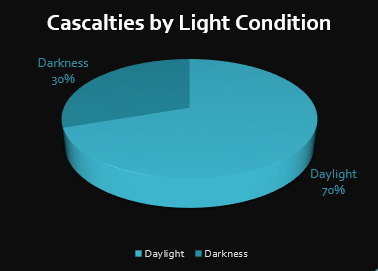 Cascalties by Light Condition
Darkness
30%
Daylight
70%
Daylight Darkness